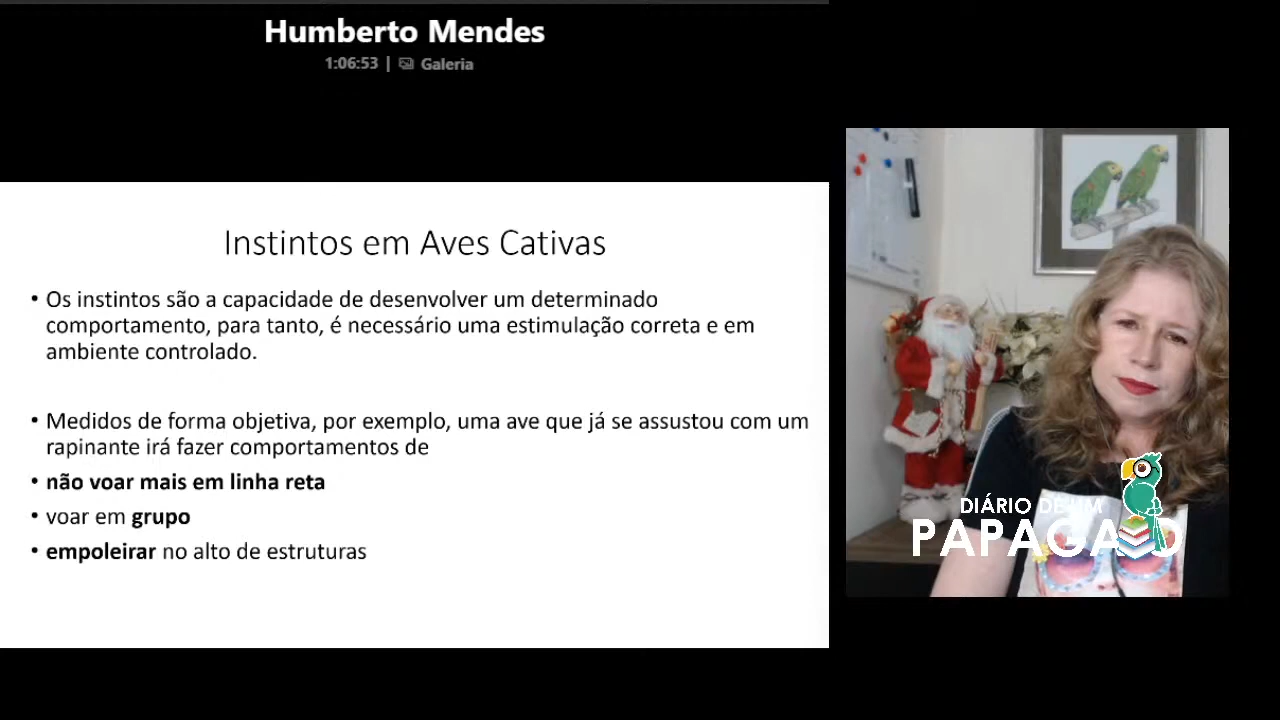 Humberto Mendes
1:06:53 | Galeria
Instintos em Aves Cativas
• Os instintos são a capacidade de desenvolver um determinado
comportamento, para tanto, é necessário uma estimulação correta e em
ambiente controlado.
• Medidos de forma objetiva, por exemplo, uma ave que já se assustou com um
rapinante irá fazer comportamentos de
• não voar mais em linha reta
• voar em grupo
• empoleirar no alto de estruturas
DIÁRIO DE UM
PAPAGAIO